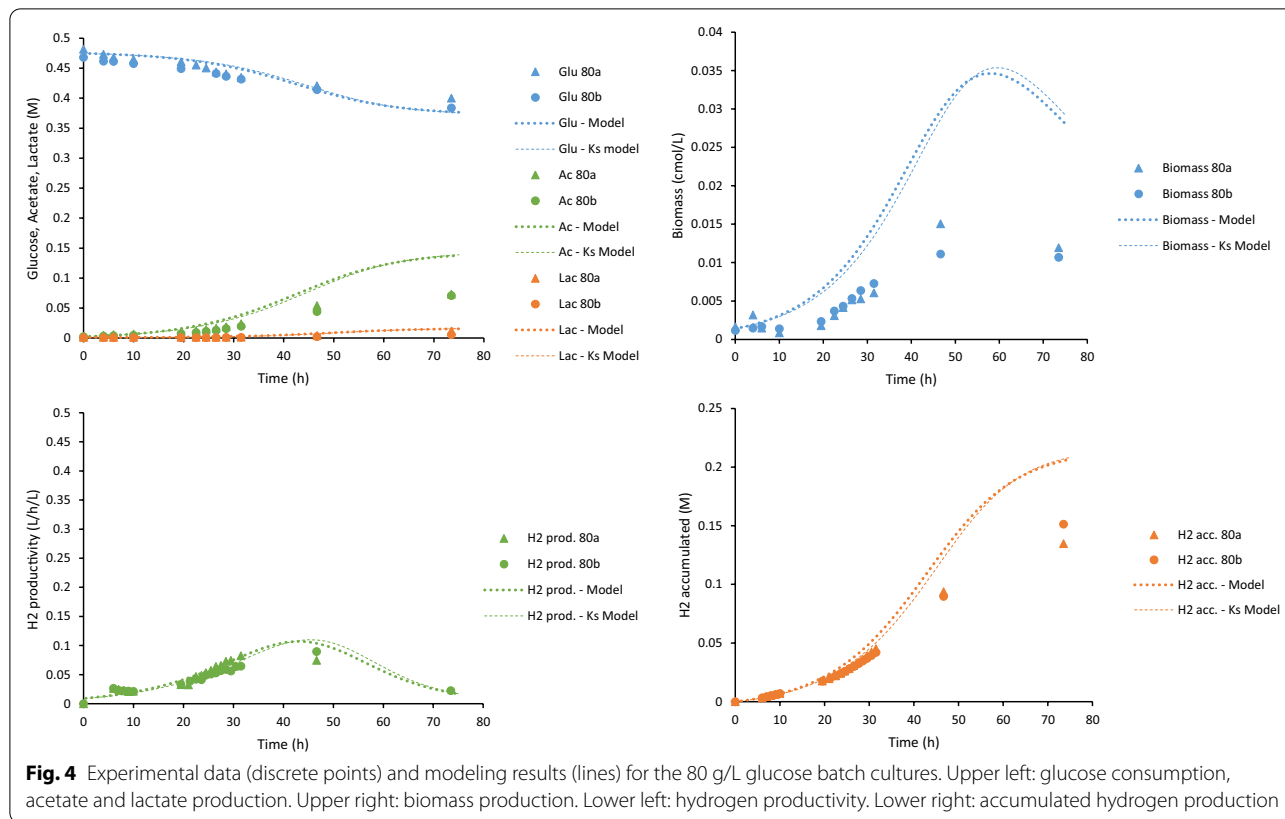 0.5
0.45
0.4
0.35
0.3
0.25
0.2
0.15
0.1
0.05
0
0 10 20 30 40 50 60 70 80
Glucose, Acetate, Lactate (M)
Time (h)
Glu 80a
Glu 80b
Glu - Model
Glu - Ks model
Ac 80a
Ac 80b
Ac - Model
Ac - Ks Model
Lac 80a
Lac 80b
Lac - Model
Lac - Ks Model
0.04
0.035
0.03
0.025
0.02
0.015
0.01
0.005
0
0 10 20 30 40 50 60 70 80
Biomass (cmol/L)
Time (h)
Biomass 80a
Biomass 80b
Biomass - Model
Biomass - Ks Model
0.5
0.45
0.4
0.35
0.3
0.25
0.2
0.15
0.1
0.05
0
0 10 20 30 40 50 60 70 80
H2 productivity (L/h/L)
Time (h)
H2 prod. 80a
H2 prod. 80b
H2 prod. - Model
H2 prod. - Ks Model
0.25
0.2
0.15
0.1
0.05
0
0 10 20 30 40 50 60 70 80
H2 accumulated (M)
Time (h)
H2 acc. 80a
H2 acc. 80b
H2 acc. - Model
H2 acc. - Ks Model
Fig. 4 Experimental data (discrete points) and modeling results (lines) for the 80 g/L glucose batch cultures. Upper left: glucose consumption,
acetate and lactate production. Upper right: biomass production. Lower left: hydrogen productivity. Lower right: accumulated hydrogen production